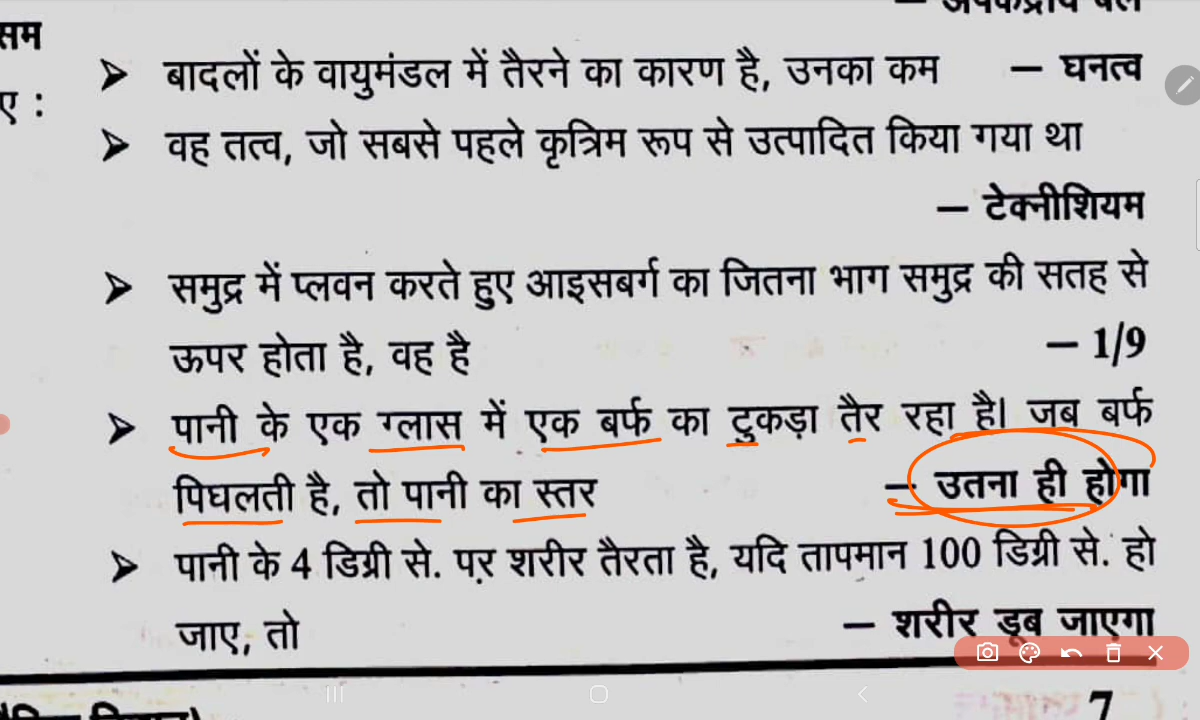 सम
ए :
➤ बादलों के वायुमंडल में तैरने का कारण है, उनका कम — घनत्व
➤ वह तत्व, जो सबसे पहले कृत्रिम रूप से उत्पादित किया गया था
— टेक्नीशियम
➤ समुद्र में प्लवन करते हुए आइसबर्ग का जितना भाग समुद्र की सतह से
ऊपर होता है, वह है — 1/9
➤ पानी के एक ग्लास में एक बर्फ का टुकड़ा तैर रहा है। जब बर्फ
पिघलती है, तो पानी का स्तर — उतना ही होगा
➤ पानी के 4 डिग्री से. पर शरीर तैरता है, यदि तापमान 100 डिग्री से. हो
जाए, तो — शरीर डूब जाएगा
7